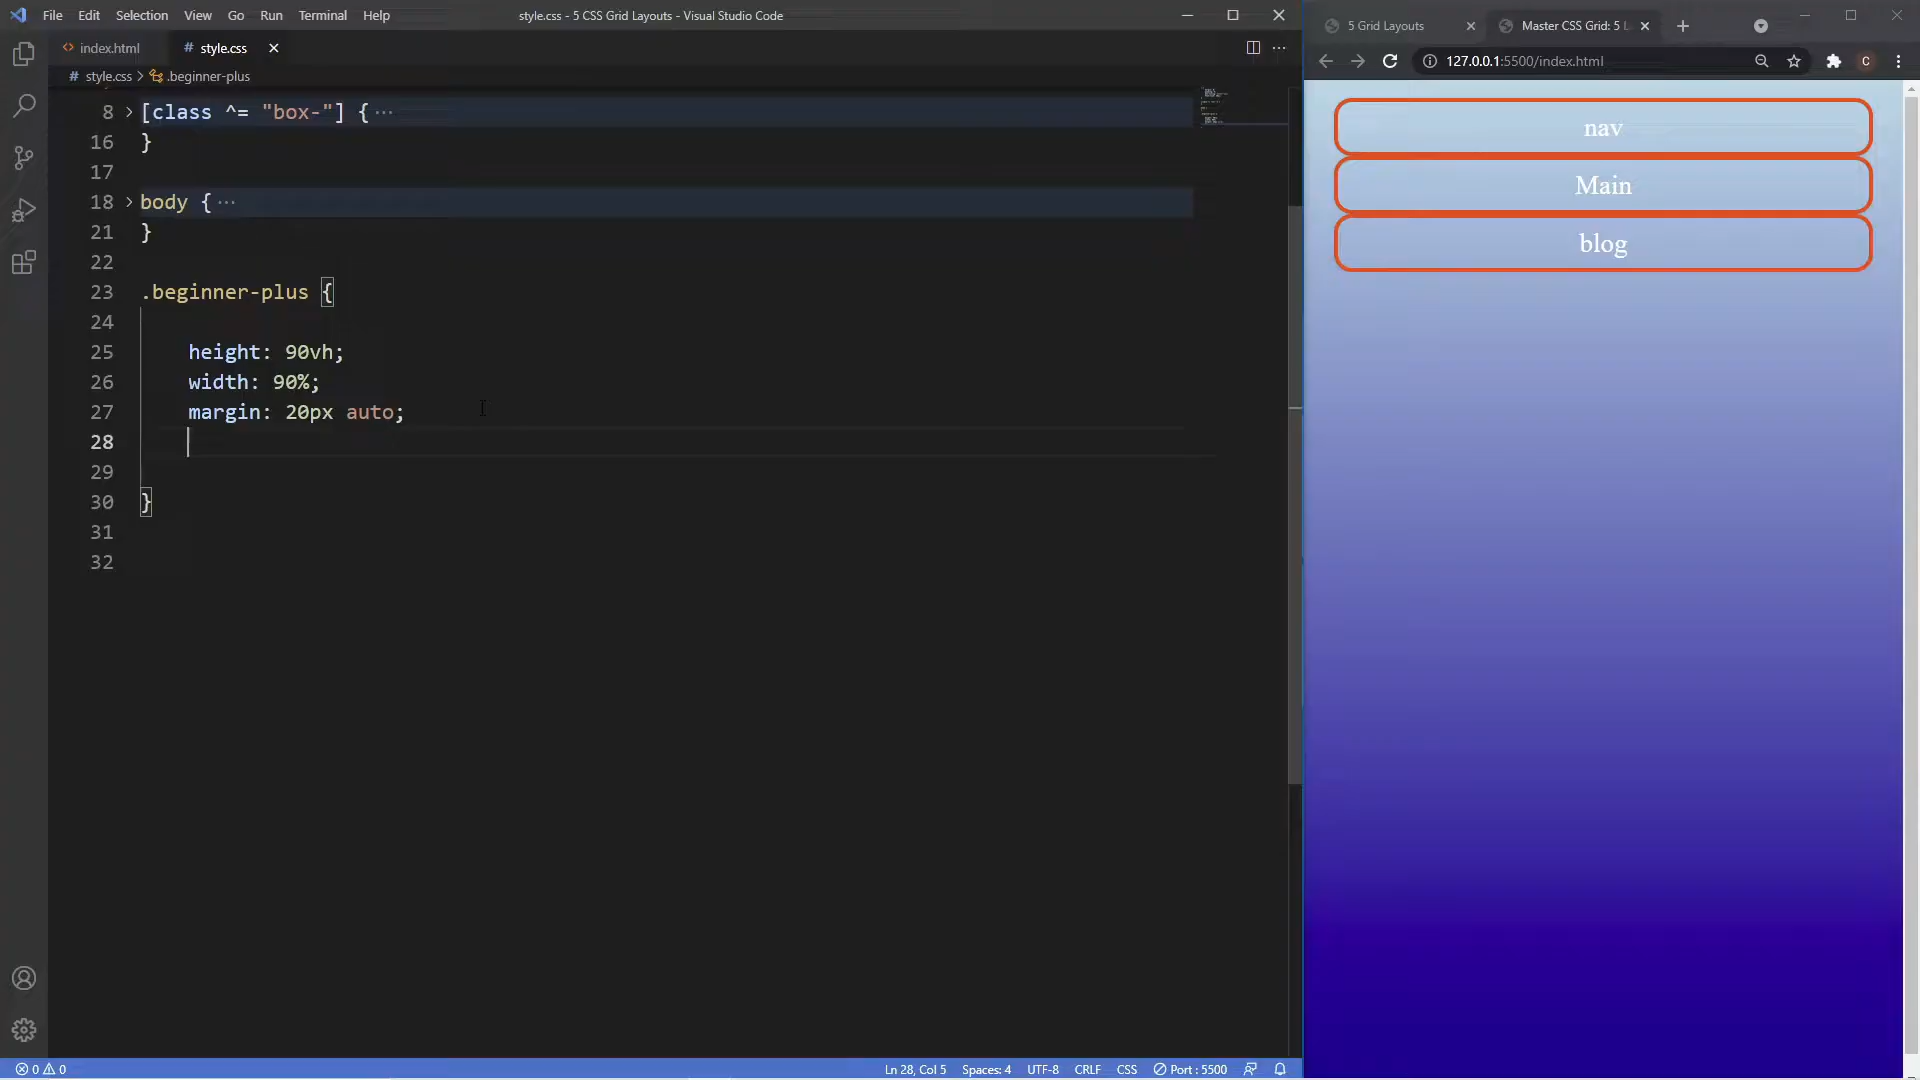 File Edit Selection View Go Run Terminal Help
style.css - 5 CSS Grid Layouts - Visual Studio Code
index.html
# style.css
# style.css > .beginner-plus
8 [class ^= "box-"] { ...
16 }
17
18 body { ...
21 }
22
23 .beginner-plus {
24
25 height: 90vh;
26 width: 90%;
27 margin: 20px auto;
28
29
30 }
31
32
0 0
Ln 28, Col 5 Spaces: 4 UTF-8 CRLF CSS Port : 5500
5 Grid Layouts
Master CSS Grid: 5 L
127.0.0.1:5500/index.html
C
nav
Main
blog